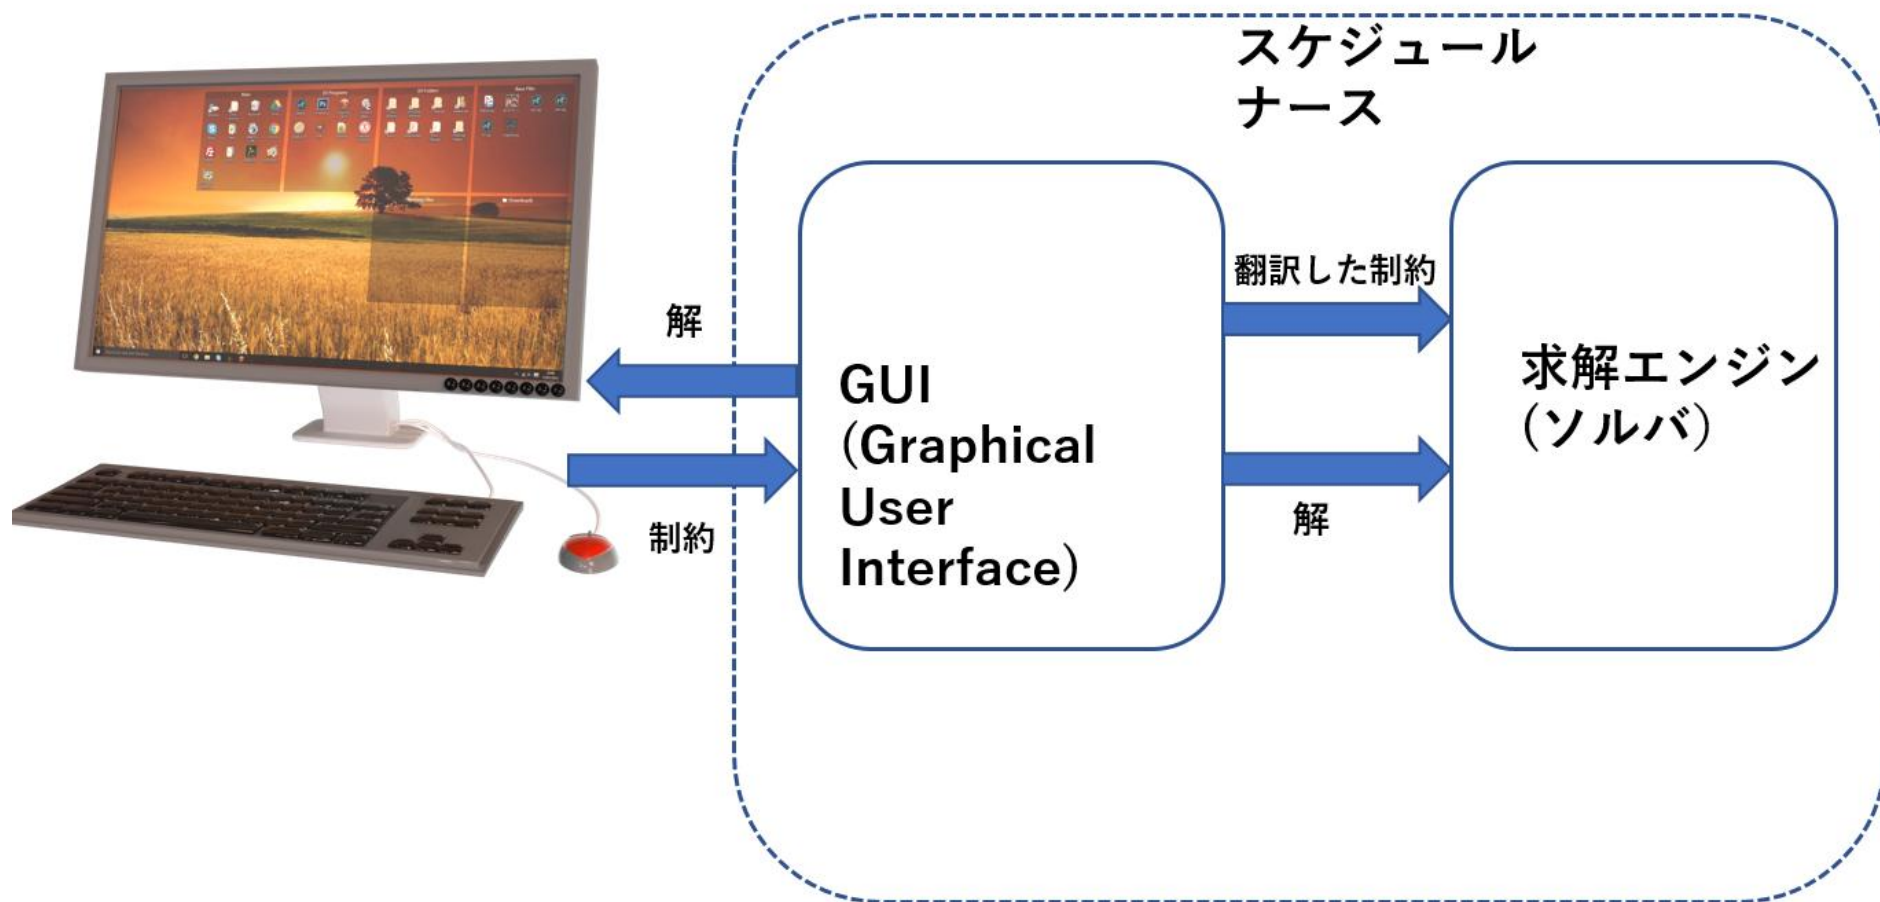 スケジュール
ナース
翻訳した制約
解
求解エンジン
(ソルバ)
GUI
(Graphical
User
Interface)
制約
解